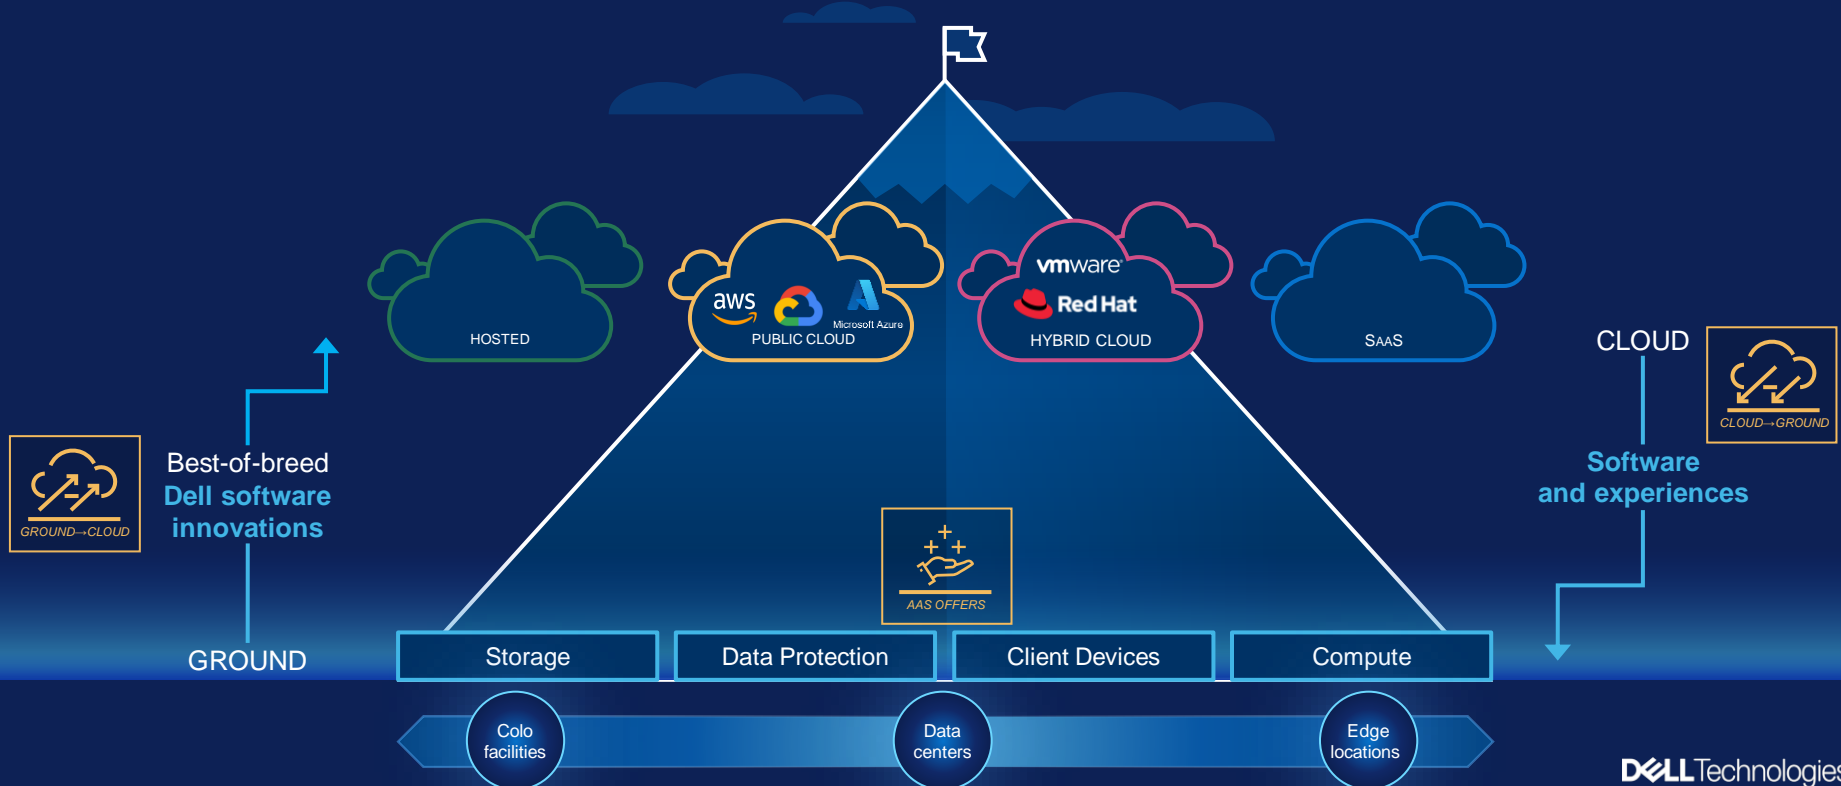 HOSTED
aws
Microsoft Azure
PUBLIC CLOUD
vmware®
Red Hat
HYBRID CLOUD
SAAS
CLOUD
CLOUD→GROUND
Software
and experiences
GROUND→CLOUD
Best-of-breed
Dell software
innovations
AAS OFFERS
GROUND
Storage
Data Protection
Client Devices
Compute
Colo
facilities
Data
centers
Edge
locations
DELLTechnologies